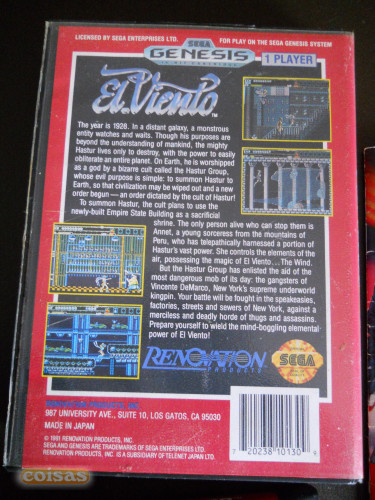 LICENSED BY SEGA ENTERPRISES LTD.
FOR PLAY ON THE SEGA GENESIS SYSTEM
SEGA
GENESIS
1 PLAYER
El.Viento
TM
The year is 1928. In a distant galaxy, a monstrous
entity watches and waits. Though his purposes are
beyond the understanding of mankind, the mighty
Hastur lives only to destroy, with the power to easily
obliterate an entire planet. On Earth, he is worshipped
as a god by a bizarre cult called the Hastur Group,
whose evil purpose is simple: to summon Hastur to
Earth, so that civilization may be wiped out and a new
order begun — an order dictated by the cult of Hastur!
To summon Hastur, the cult plans to use the
newly-built Empire State Building as a sacrificial
shrine. The only person alive who can stop them is
Annet, a young sorceress from the mountains of
Peru, who has telepathically harnessed a portion of
Hastur's vast power. She controls the elements of the
air, possessing the magic of El Viento...The Wind.
But the Hastur Group has enlisted the aid of the
most dangerous mob of its day: the gangsters of
Vincente DeMarco, New York's supreme underworld
kingpin. Your battle will be fought in the speakeasies,
factories, streets and sewers of New York, against a
merciless and deadly horde of thugs and assassins.
Prepare yourself to wield the mind-boggling elemental
power of El Viento!
RENOVATION
PRODUCTS
SEGA
RENOVATION PRODUCTS, INC.
987 UNIVERSITY AVE., SUITE 10, LOS GATOS, CA 95030
MADE IN JAPAN
© 1991 RENOVATION PRODUCTS, INC.
SEGA AND GENESIS ARE TRADEMARKS OF SEGA ENTERPRISES LTD.
RENOVATION PRODUCTS, INC. IS A SUBSIDIARY OF TELENET JAPAN LTD.
7 20238 10130
coisas